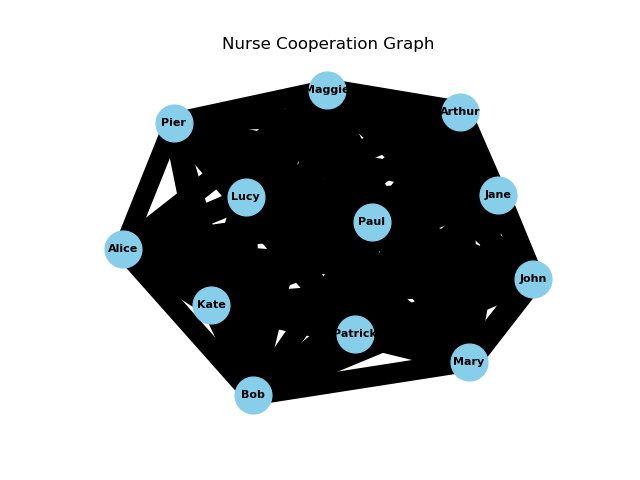 Nurse Cooperation Graph
Maggie
Arthur
Pier
Lucy
Jane
Paul
Alice
John
Kate
Patrick
Mary
Bob